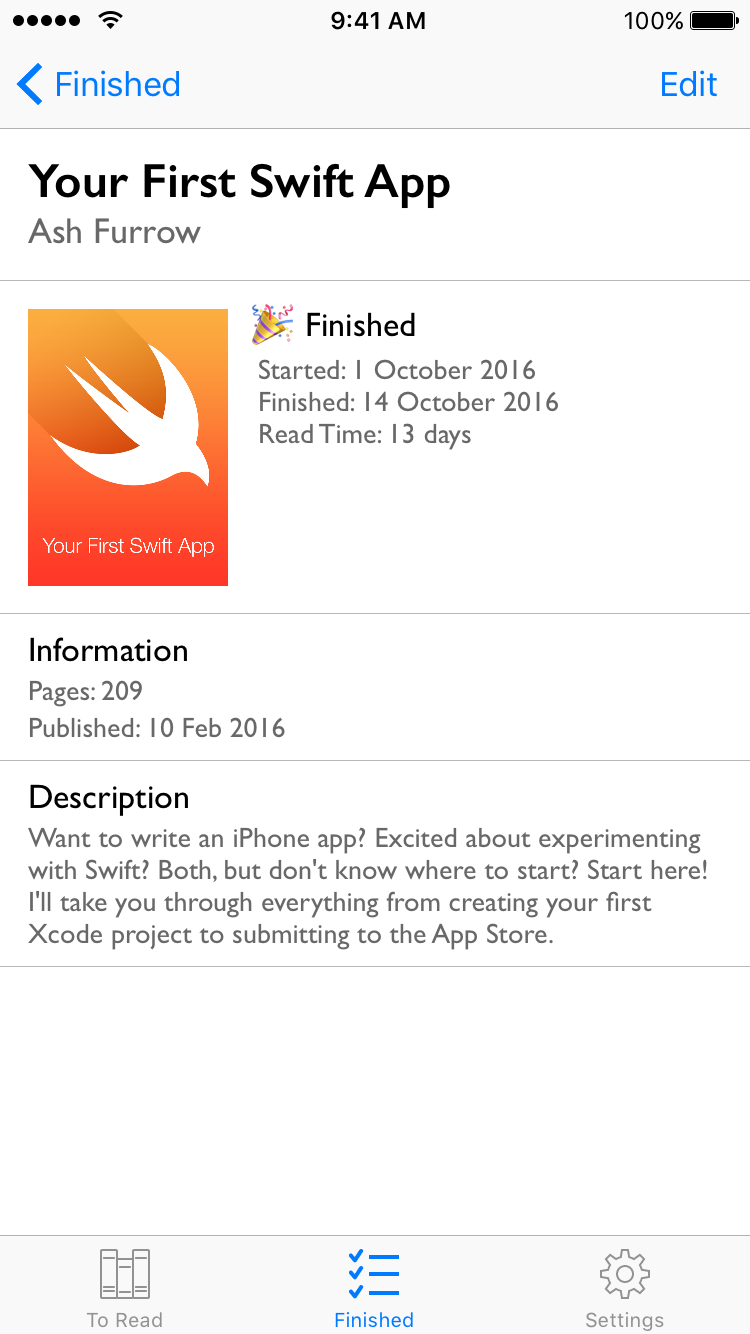 9:41 AM 100%
Finished Edit
Your First Swift App
Ash Furrow
🎉 Finished
Started: 1 October 2016
Finished: 14 October 2016
Read Time: 13 days
Your First Swift App
Information
Pages: 209
Published: 10 Feb 2016
Description
Want to write an iPhone app? Excited about experimenting
with Swift? Both, but don't know where to start? Start here!
I'll take you through everything from creating your first
Xcode project to submitting to the App Store.
To Read Finished Settings